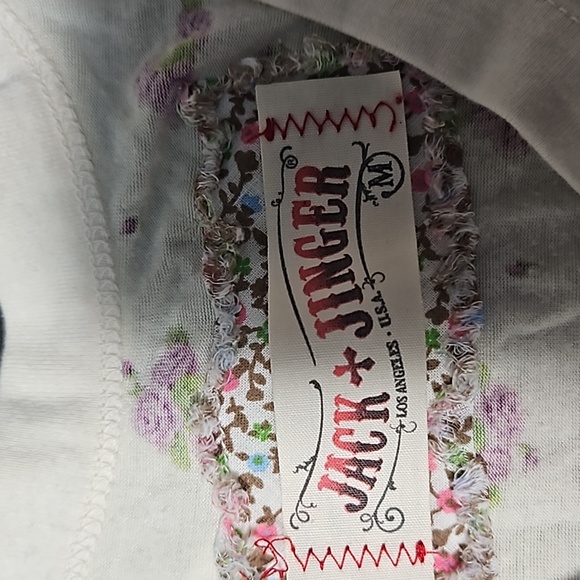 JACK + JINGER
®
LOS ANGELES • U.S.A.
M